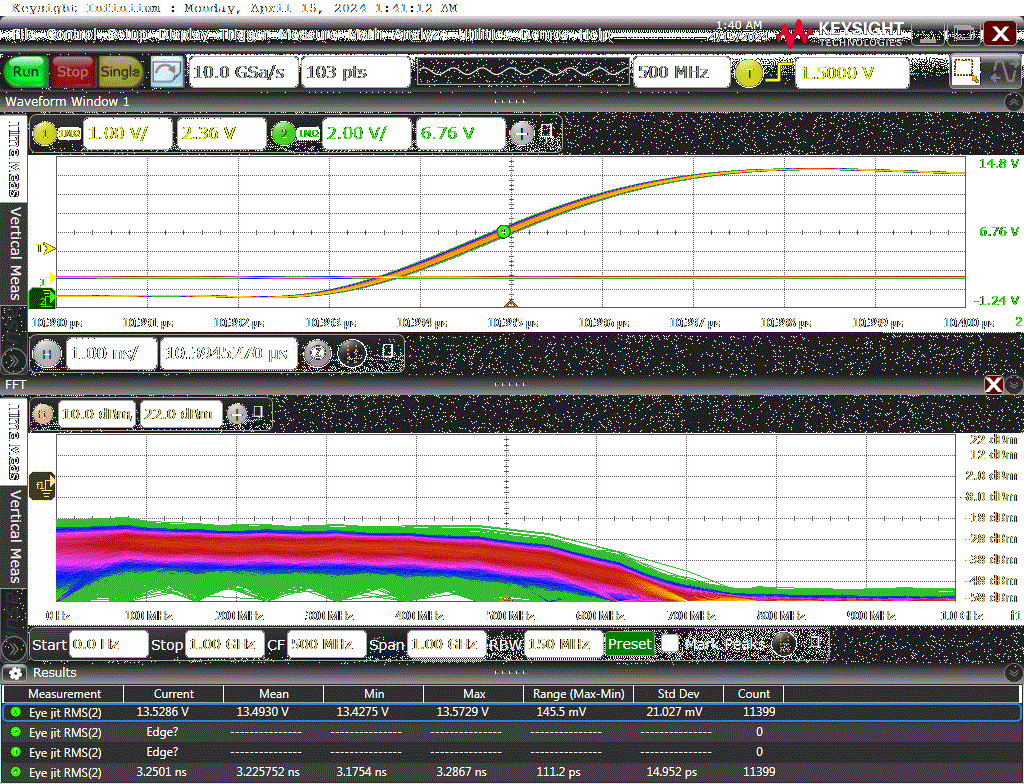 Keysight Infiniium : Monday, April 15, 2024 1:41:12 AM
File Control Setup Display Trigger Measure Math Analyze Utilities Demos Help
1:40 AM
KEYSIGHT
TECHNOLOGIES
Run Stop Single 10.0 GSa/s 103 pts 500 MHz 1.5000 V
Waveform Window 1
Time Meas
Vertical Meas
1 1.00 V/ 2.36 V 2 2.00 V/ 6.76 V
14.8 V
6.76 V
-1.24 V
10.390 µs 10.391 µs 10.392 µs 10.393 µs 10.394 µs 10.395 µs 10.396 µs 10.397 µs 10.398 µs 10.399 µs 10.400 µs 2
H 1.00 ns/ 10.3945270 µs
FFT
Time Meas
Vertical Meas
10.0 dBm/ 22.0 dBm
22 dBm
12 dBm
2.0 dBm
-8.0 dBm
-18 dBm
-28 dBm
-38 dBm
-48 dBm
-58 dBm
0.0 Hz 100 MHz 200 MHz 300 MHz 400 MHz 500 MHz 600 MHz 700 MHz 800 MHz 900 MHz 1.00 GHz f1
Start 0.0 Hz Stop 1.00 GHz CF 500 MHz Span 1.00 GHz RBW 150 MHz Preset Mark Peaks
Results
Measurement Current Mean Min Max Range (Max-Min) Std Dev Count
Eye jit RMS(2) 13.5286 V 13.4930 V 13.4275 V 13.5729 V 145.5 mV 21.027 mV 11399
Eye jit RMS(2) Edge? -------------- -------------- -------------- -------------- -------------- 0
Eye jit RMS(2) Edge? -------------- -------------- -------------- -------------- -------------- 0
Eye jit RMS(2) 3.2501 ns 3.225752 ns 3.1754 ns 3.2867 ns 111.2 ps 14.952 ps 11399